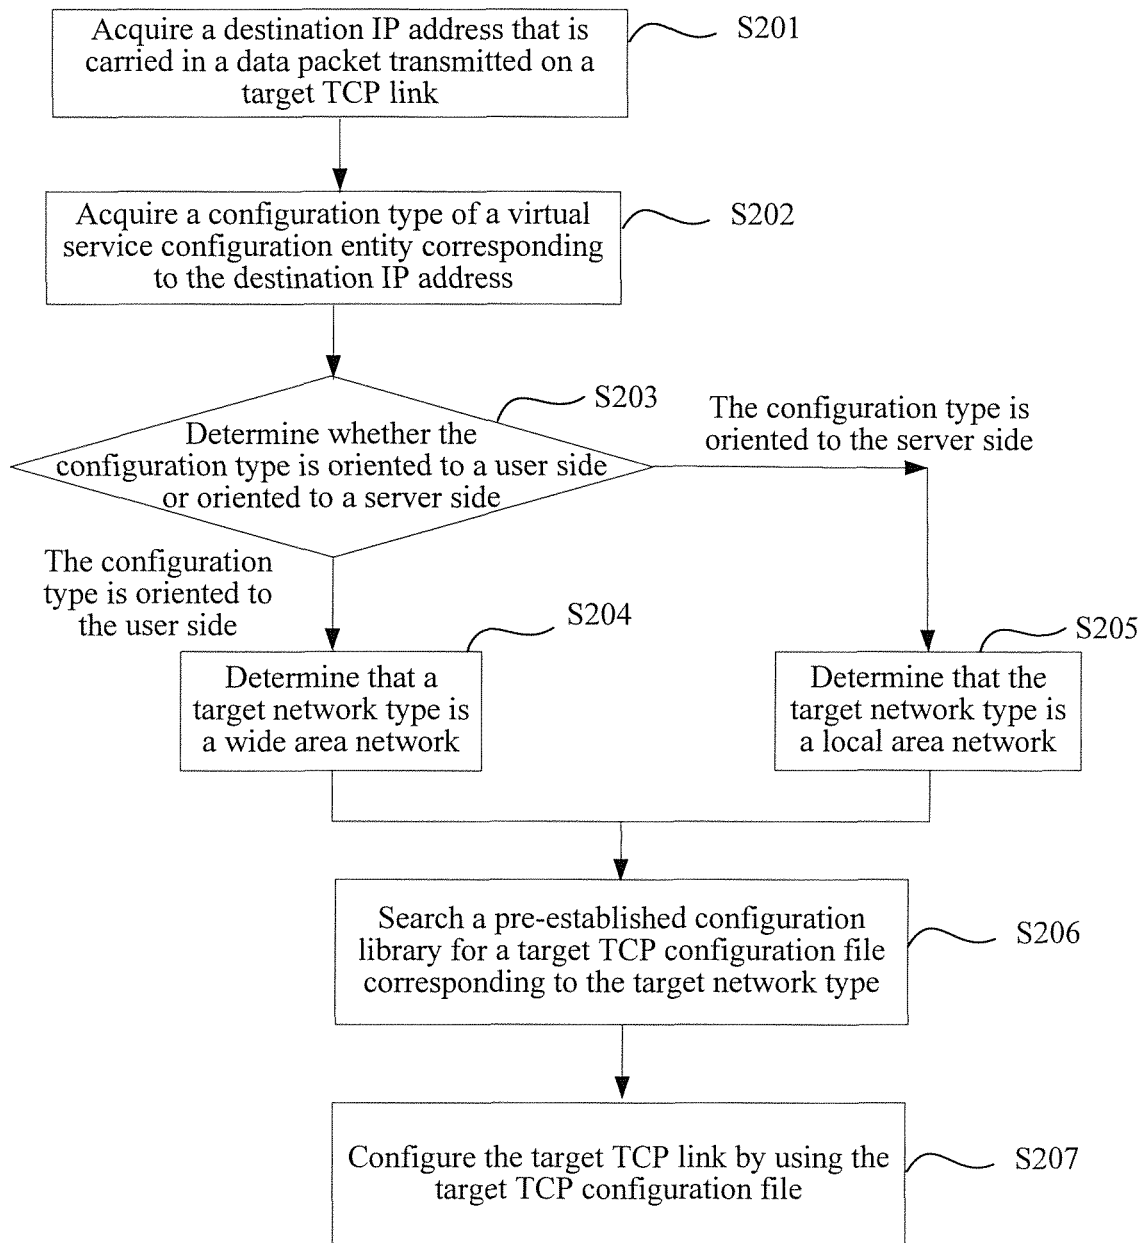 Acquire a destination IP address that is
carried in a data packet transmitted on a
target TCP link
S201
Acquire a configuration type of a virtual
service configuration entity corresponding
to the destination IP address
S202
Determine whether the
configuration type is oriented to a user side
or oriented to a server side
S203
The configuration type is
oriented to the server side
The configuration
type is oriented to
the user side
S204
Determine that a
target network type is
a wide area network
S205
Determine that the
target network type is
a local area network
Search a pre-established configuration
library for a target TCP configuration file
corresponding to the target network type
S206
Configure the target TCP link by using the
target TCP configuration file
S207